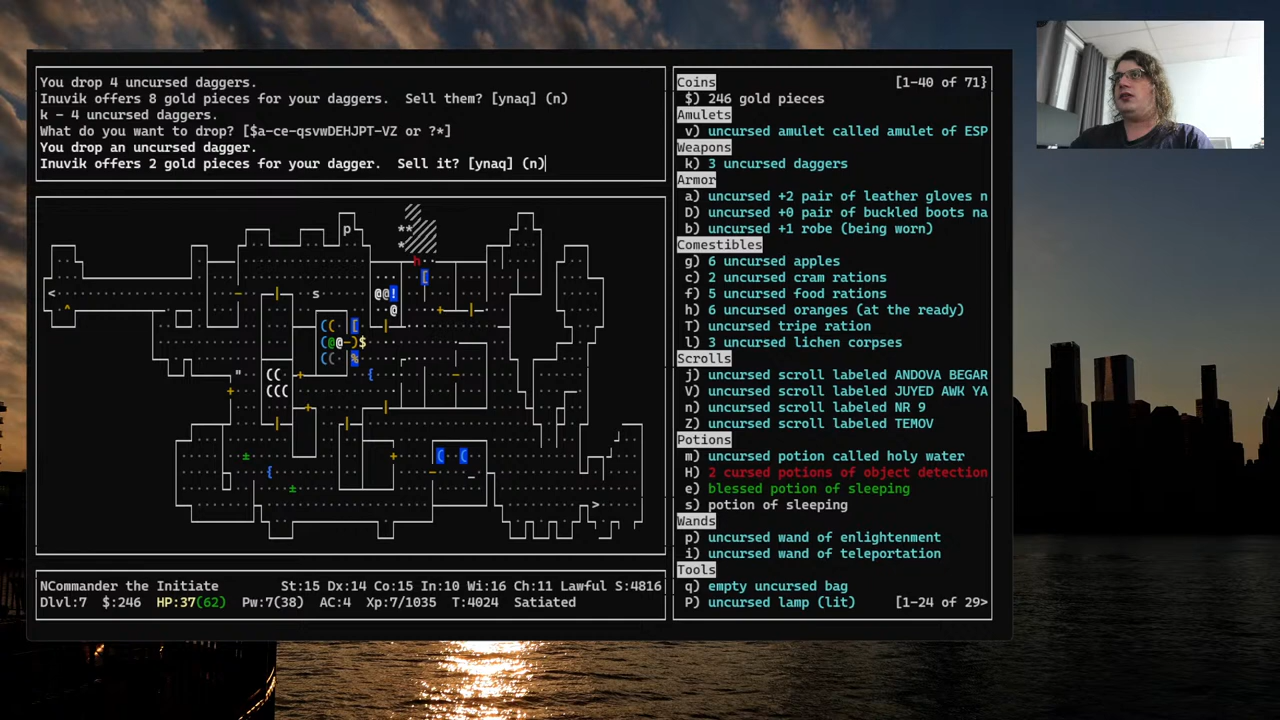 You drop 4 uncursed daggers.
Inuvik offers 8 gold pieces for your daggers.  Sell them? [ynaq] (n)
k - 4 uncursed daggers.
What do you want to drop? [$a-ce-qsvwDEHJPT-VZ or ?*]
You drop an uncursed dagger.
Inuvik offers 2 gold pieces for your dagger.  Sell it? [ynaq] (n)
NCommander the Initiate St:15 Dx:14 Co:15 In:10 Wi:16 Ch:11 Lawful S:4816
Dlvl:7 $:246 HP:37(62) Pw:7(38) AC:4 Xp:7/1035 T:4024 Satiated
Coins [1-40 of 71}
$) 246 gold pieces
Amulets
v) uncursed amulet called amulet of ESP
Weapons
k) 3 uncursed daggers
Armor
a) uncursed +2 pair of leather gloves n
D) uncursed +0 pair of buckled boots na
b) uncursed +1 robe (being worn)
Comestibles
g) 6 uncursed apples
c) 2 uncursed cram rations
f) 5 uncursed food rations
h) 6 uncursed oranges (at the ready)
T) uncursed tripe ration
l) 3 uncursed lichen corpses
Scrolls
j) uncursed scroll labeled ANDOVA BEGAR
V) uncursed scroll labeled JUYED AWK YA
n) uncursed scroll labeled NR 9
Z) uncursed scroll labeled TEMOV
Potions
m) uncursed potion called holy water
H) 2 cursed potions of object detection
e) blessed potion of sleeping
s) potion of sleeping
Wands
p) uncursed wand of enlightenment
i) uncursed wand of teleportation
Tools
q) empty uncursed bag
P) uncursed lamp (lit) [1-24 of 29>